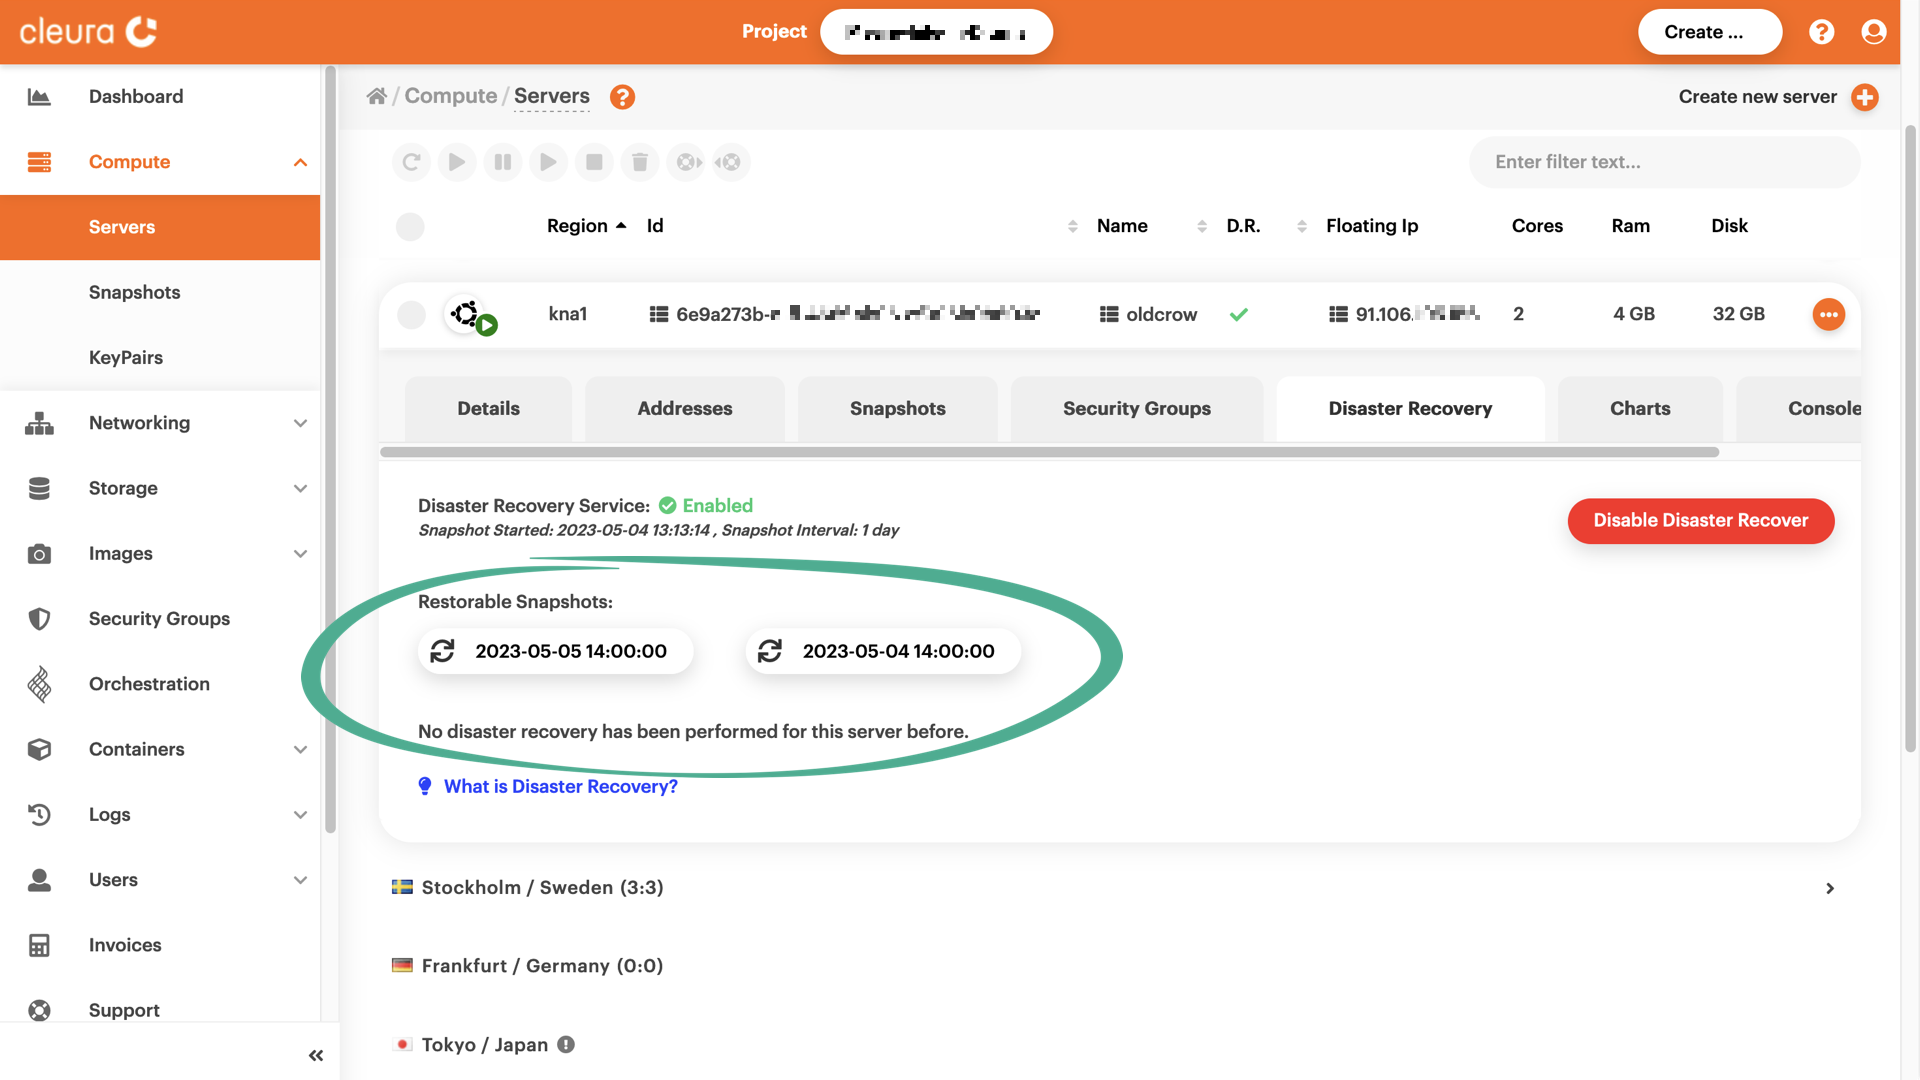 cleura
Project
Create ...
Dashboard
Compute
Servers
Snapshots
KeyPairs
Networking
Storage
Images
Security Groups
Orchestration
Containers
Logs
Users
Invoices
Support
/ Compute / Servers
Create new server
Enter filter text...
Region Id Name D.R. Floating Ip Cores Ram Disk
kna1 6e9a273b- oldcrow 91.106. 2 4 GB 32 GB
Details Addresses Snapshots Security Groups Disaster Recovery Charts Console
Disaster Recovery Service: Enabled
Snapshot Started: 2023-05-04 13:13:14 , Snapshot Interval: 1 day
Disable Disaster Recover
Restorable Snapshots:
2023-05-05 14:00:00 2023-05-04 14:00:00
No disaster recovery has been performed for this server before.
What is Disaster Recovery?
Stockholm / Sweden (3:3)
Frankfurt / Germany (0:0)
Tokyo / Japan